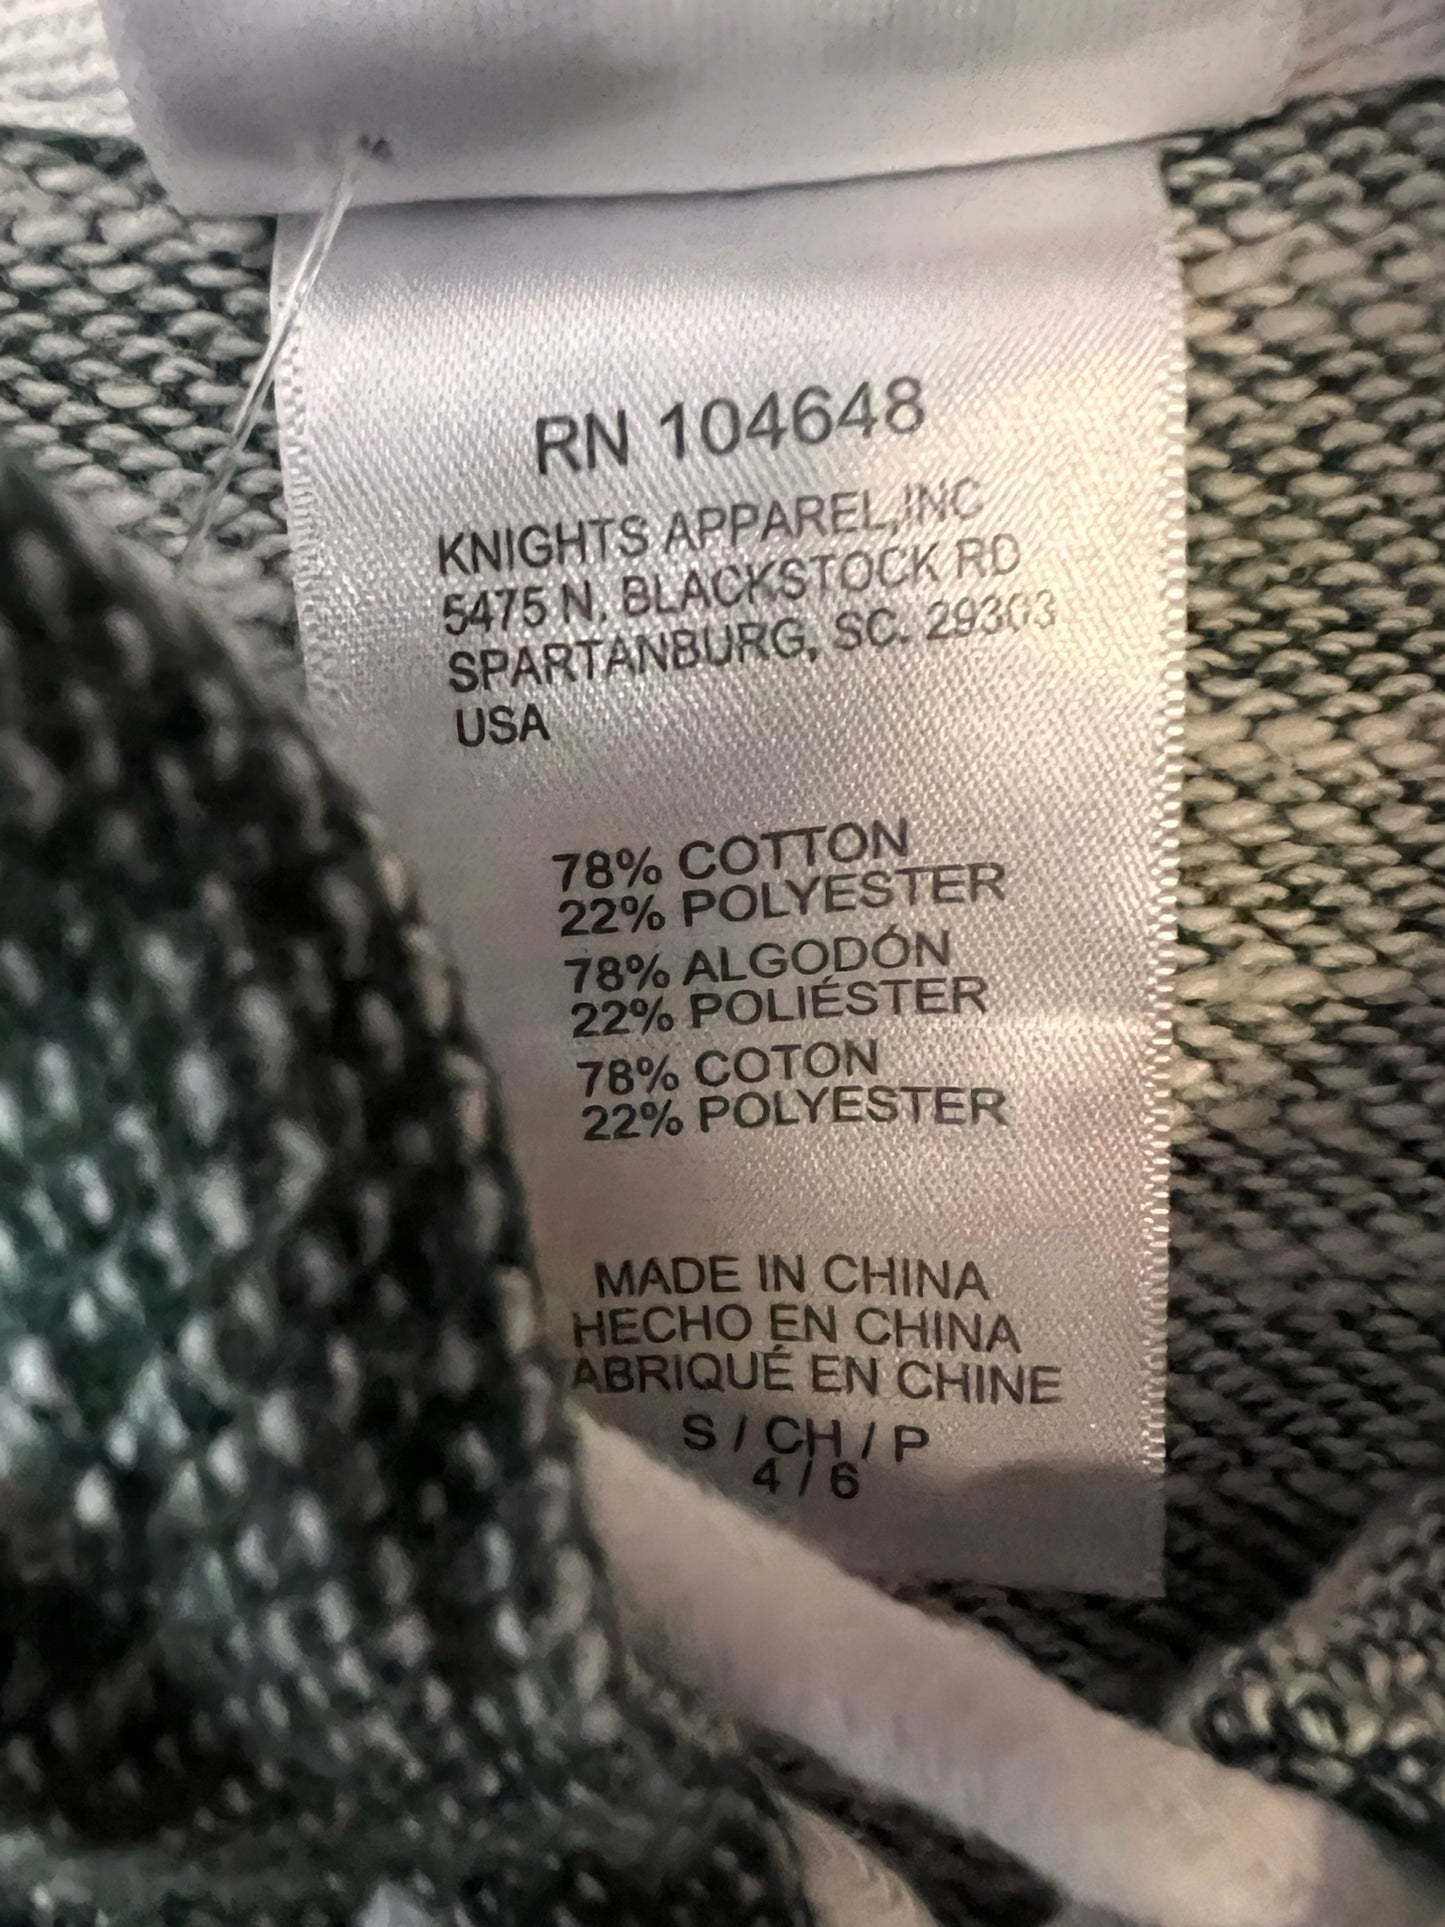 RN 104648
KNIGHTS APPAREL,INC
5475 N. BLACKSTOCK RD
SPARTANBURG, SC. 29303
USA
78% COTTON
22% POLYESTER
78% ALGODÓN
22% POLIÉSTER
78% COTON
22% POLYESTER
MADE IN CHINA
HECHO EN CHINA
ABRIQUÉ EN CHINE
S / CH / P
4 / 6